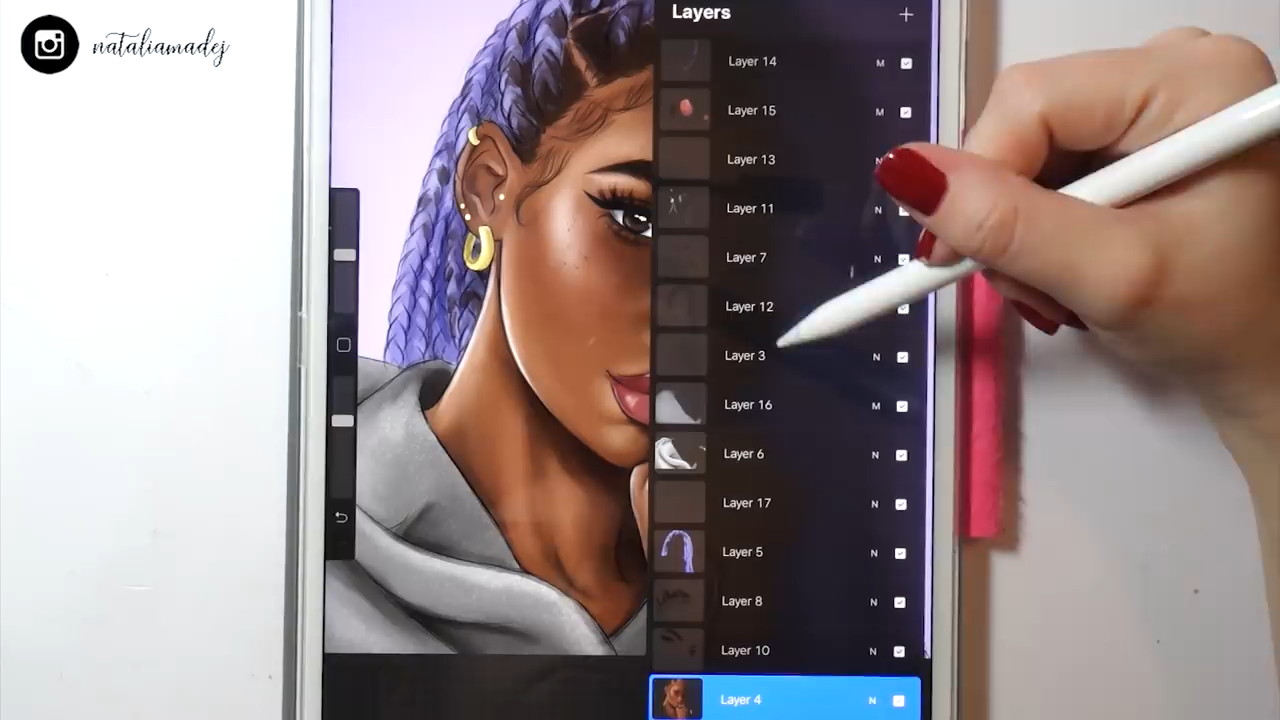 nataliamadej
Layers +
Layer 14 M
Layer 15 M
Layer 13 N
Layer 11 N
Layer 7 N
Layer 12
Layer 3 N
Layer 16 M
Layer 6 N
Layer 17 N
Layer 5 N
Layer 8 N
Layer 10 N
Layer 4 N